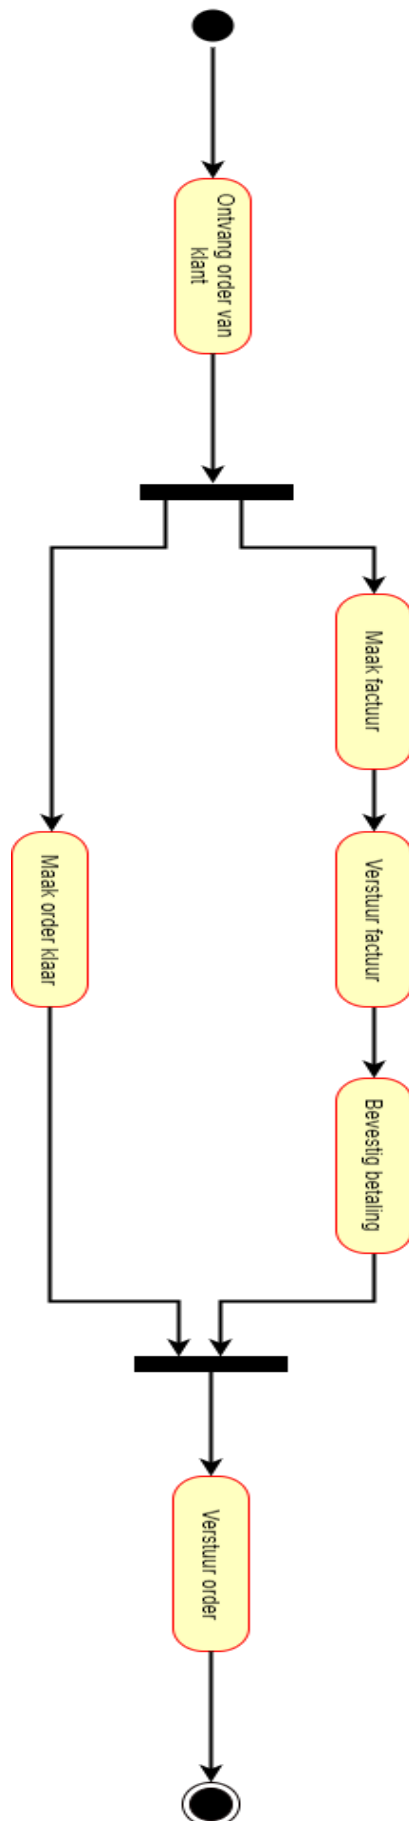 Ontvang order van
klant
Maak factuur
Verstuur factuur
Maak order klaar
Bevestig betaling
Verstuur order